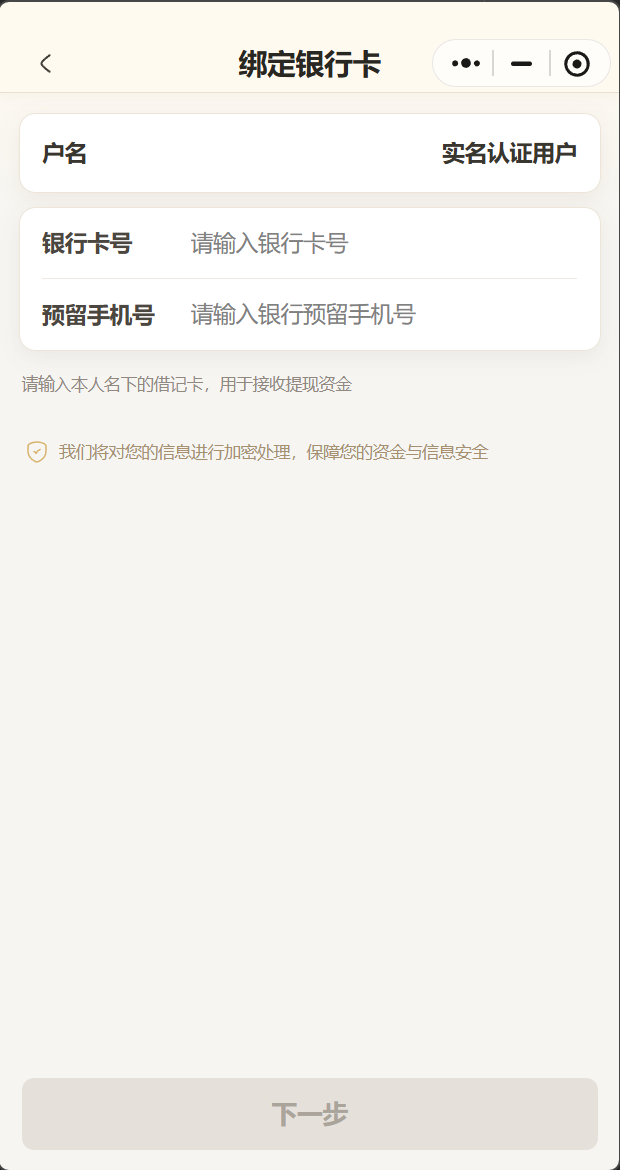 绑定银行卡
户名 实名认证用户
银行卡号 请输入银行卡号
预留手机号 请输入银行预留手机号
请输入本人名下的借记卡，用于接收提现资金
我们将对您的信息进行加密处理，保障您的资金与信息安全
下一步